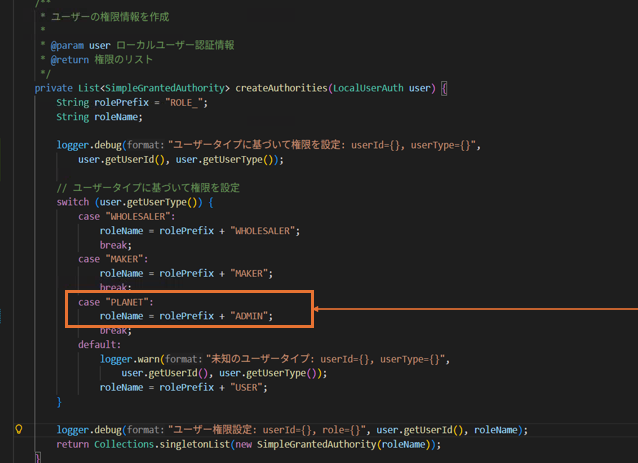 /**
 * ユーザーの権限情報を作成
 *
 * @param user ローカルユーザー認証情報
 * @return 権限のリスト
 */
private List<SimpleGrantedAuthority> createAuthorities(LocalUserAuth user) {
    String rolePrefix = "ROLE_";
    String roleName;

    logger.debug(format:"ユーザータイプに基づいて権限を設定: userId={}, userType={}",
        user.getUserId(), user.getUserType());

    // ユーザータイプに基づいて権限を設定
    switch (user.getUserType()) {
        case "WHOLESALER":
            roleName = rolePrefix + "WHOLESALER";
            break;
        case "MAKER":
            roleName = rolePrefix + "MAKER";
            break;
        case "PLANET":
            roleName = rolePrefix + "ADMIN";
            break;
        default:
            logger.warn(format:"未知のユーザータイプ: userId={}, userType={}",
                user.getUserId(), user.getUserType());
            roleName = rolePrefix + "USER";
    }

    logger.debug(format:"ユーザー権限設定: userId={}, role={}", user.getUserId(), roleName);
    return Collections.singletonList(new SimpleGrantedAuthority(roleName));
}